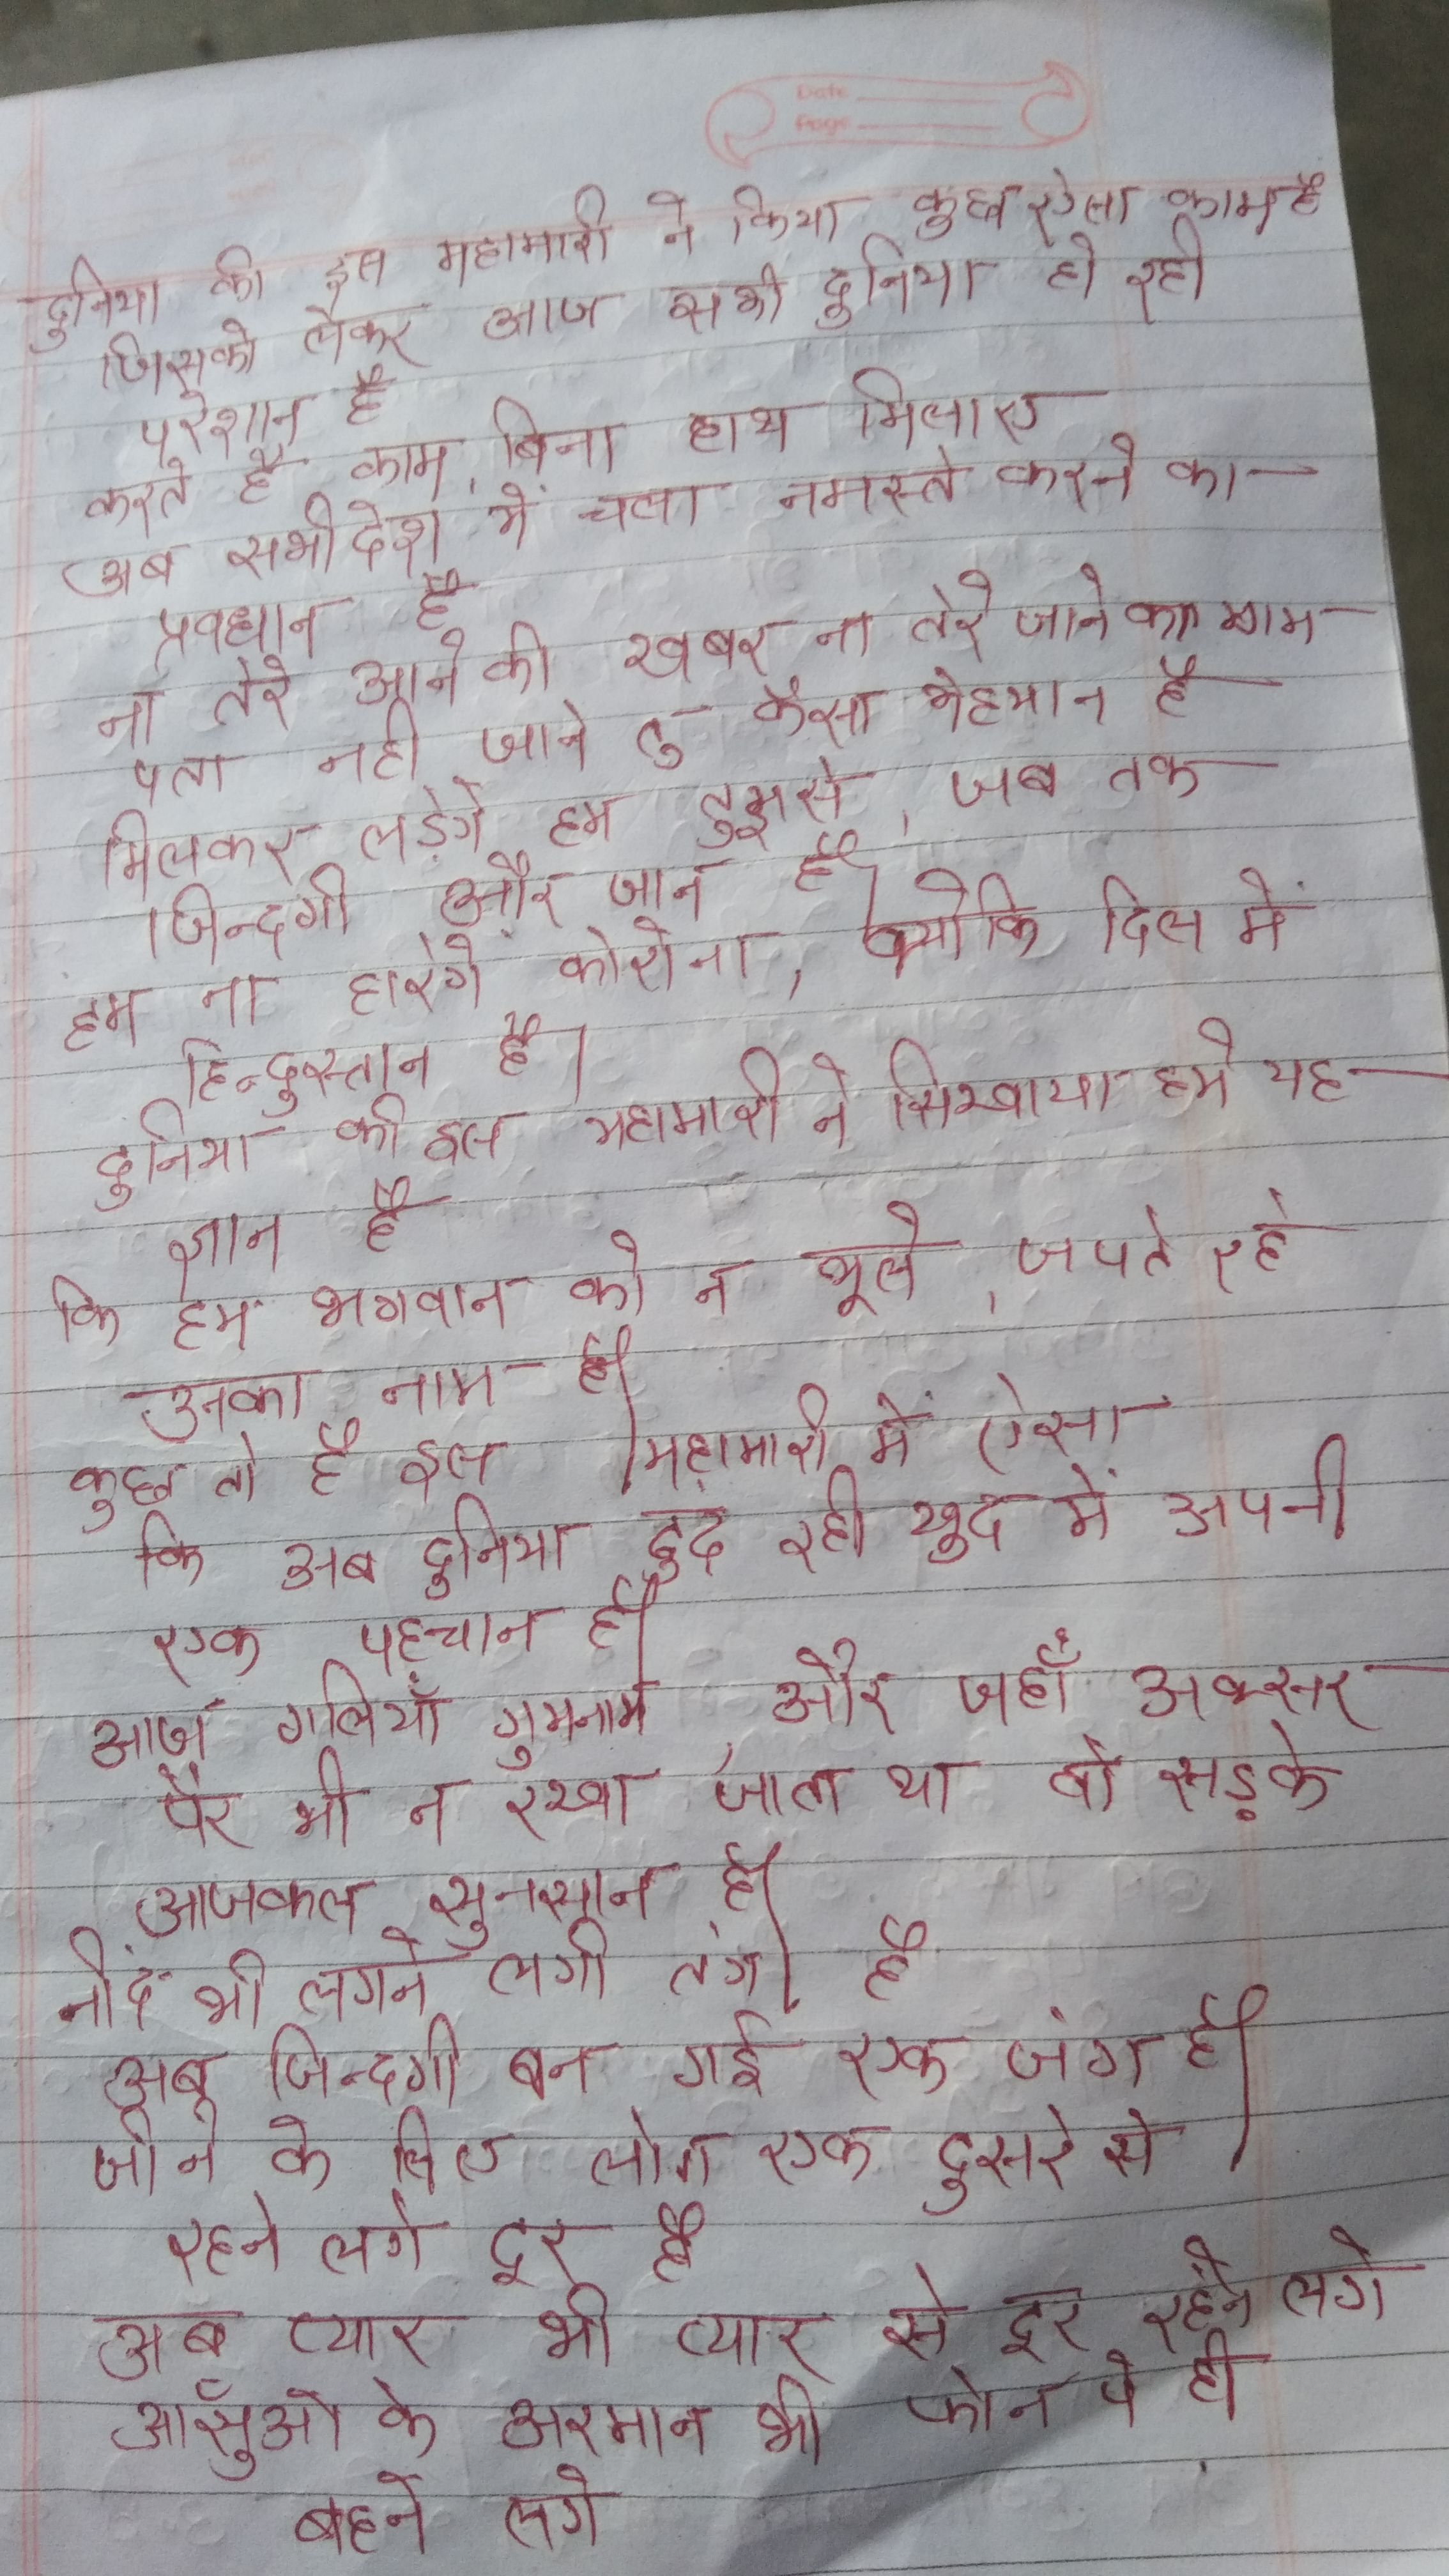 Date
Page
दुनिया की इस महामारी ने किया कुछ ऐसा काम है
जिसको लेकर आज सभी दुनिया हो रही
परेशान है
करते है काम, बिना हाथ मिलाए
अब सभी देश में चला नमस्ते करने का
प्रवधान है
ना तेरे आने की खबर ना तेरे जाने का
पता नही जाने तु कैसा मेहमान है
मिलकर लड़ेगे हम तुझसे, जब तक
जिन्दगी और जान है।
हम ना हारेगे कोरोना, क्योकि दिल में
हिन्दुस्तान है।
दुनिया की इस महामारी ने सिखाया हमे यह
ज्ञान है
कि हम भगवान को न भूले, जपते रहे
उनका नाम है।
कुछ तो है इस महामारी में ऐसा
कि अब दुनिया ढुढ रही खुद में अपनी
एक पहचान है।
आज गलियाँ गुमनाम और जहाँ अक्सर
पैर भी न रखा जाता था वो सड़के
आजकल सुनसान है।
नींद भी लगने लगी तंग है
अब जिन्दगी बन गई एक जंग है।
जीने के लिए लोग एक दुसरे से
रहने लगे दूर है
अब प्यार भी प्यार से दूर रहने लगे
आसुँओ के अरमान भी फोन पे ही
बहने लगे